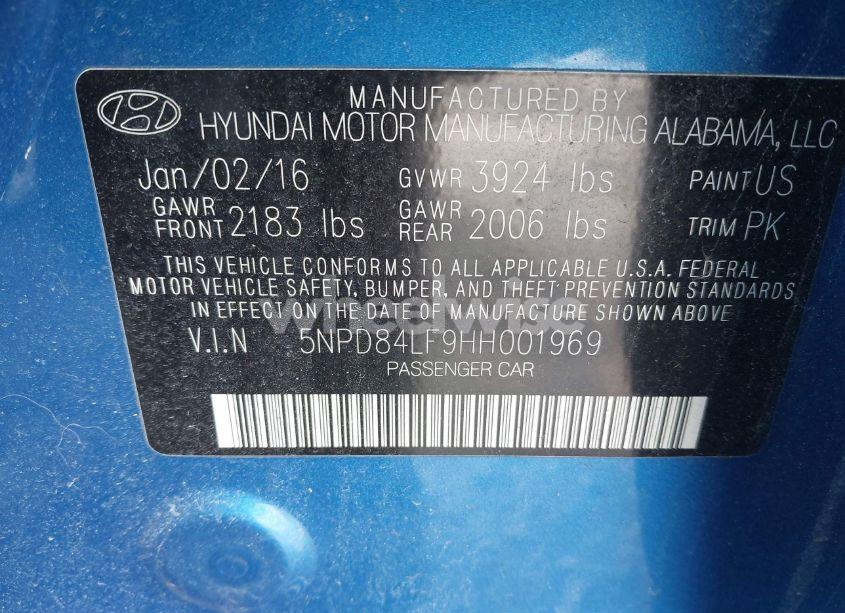 MANUFACTURED BY
HYUNDAI MOTOR MANUFACTURING ALABAMA, LLC
Jan/02/16 GVWR 3924 lbs PAINT US
GAWR FRONT 2183 lbs GAWR REAR 2006 lbs TRIM PK
THIS VEHICLE CONFORMS TO ALL APPLICABLE U.S.A. FEDERAL
MOTOR VEHICLE SAFETY, BUMPER, AND THEFT PREVENTION STANDARDS
IN EFFECT ON THE DATE OF MANUFACTURE SHOWN ABOVE
wheelwise
V.I.N 5NPD84LF9HH001969
PASSENGER CAR